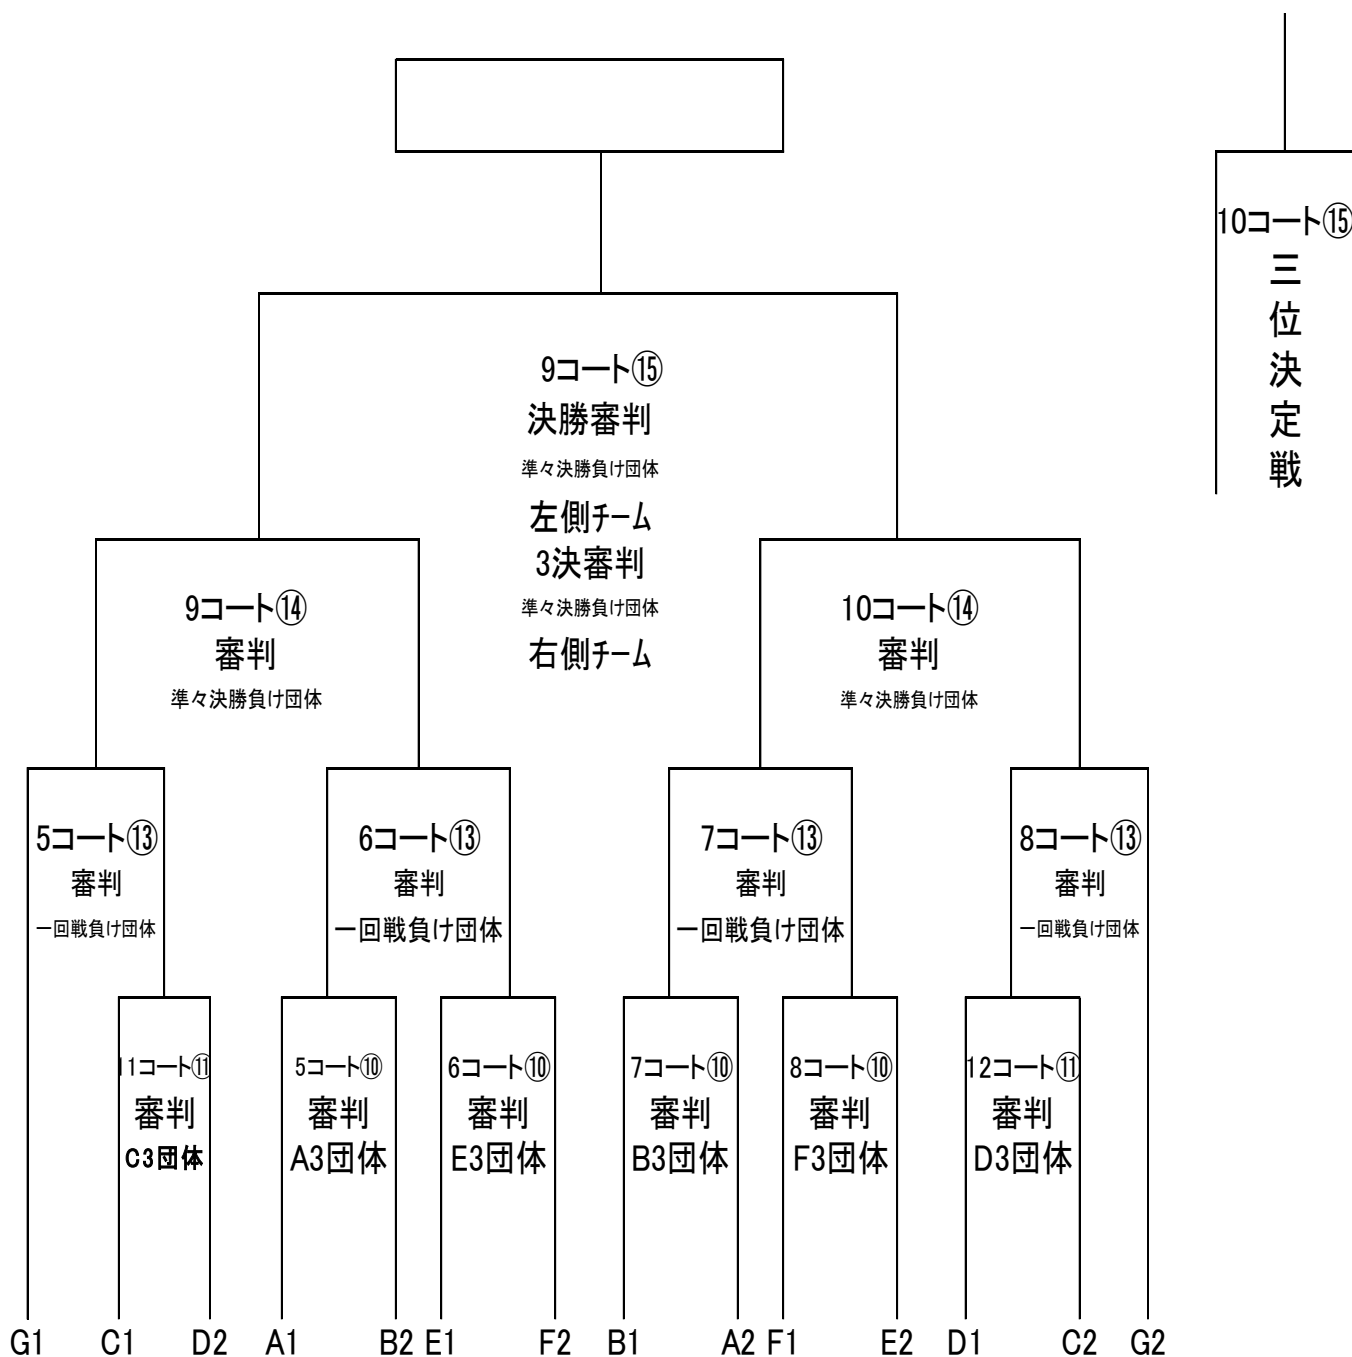 10コート⑮
三
位
決
定
戦
9コート⑮
決勝審判
準々決勝負け団体
左側チーム
3決審判
準々決勝負け団体
右側チーム
9コート⑭
審判
準々決勝負け団体
10コート⑭
審判
準々決勝負け団体
5コート⑬
審判
一回戦負け団体
6コート⑬
審判
一回戦負け団体
7コート⑬
審判
一回戦負け団体
8コート⑬
審判
一回戦負け団体
11コート⑪
審判
C3団体
5コート⑩
審判
A3団体
6コート⑩
審判
E3団体
7コート⑩
審判
B3団体
8コート⑩
審判
F3団体
12コート⑪
審判
D3団体
G1 C1 D2 A1 B2 E1 F2 B1 A2 F1 E2 D1 C2 G2